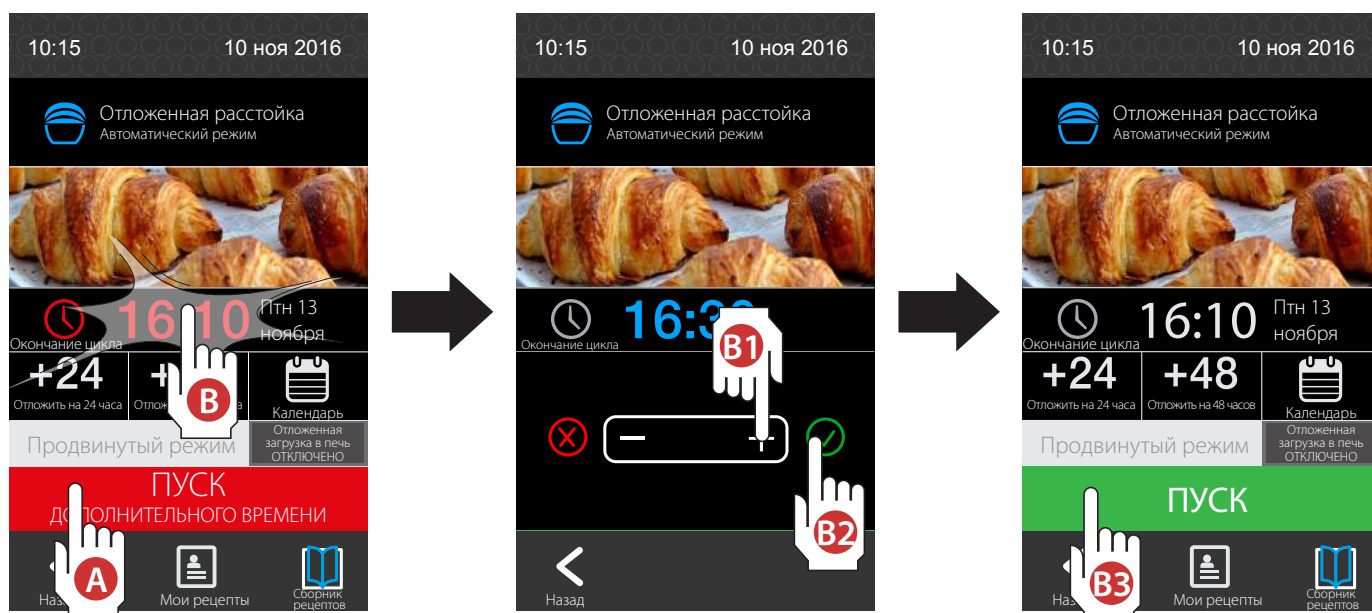 10:15 10 ноя 2016
Отложенная расстойка
Автоматический режим
16 10
Птн 13
ноября
Окончание цикла
+24
Отложить на 24 часа
Календарь
Продвинутый режим
Отложенная
загрузка в печь
ОТКЛЮЧЕНО
ПУСК
ДОПОЛНИТЕЛЬНОГО ВРЕМЕНИ
Мои рецепты
Сборник
рецептов
A
B
10:15 10 ноя 2016
Отложенная расстойка
Автоматический режим
Окончание цикла
B1
B2
Назад
10:15 10 ноя 2016
Отложенная расстойка
Автоматический режим
16:10
Птн 13
ноября
Окончание цикла
+24
Отложить на 24 часа
+48
Отложить на 48 часов
Календарь
Продвинутый режим
Отложенная
загрузка в печь
ОТКЛЮЧЕНО
ПУСК
Мои рецепты
Сборник
рецептов
B3